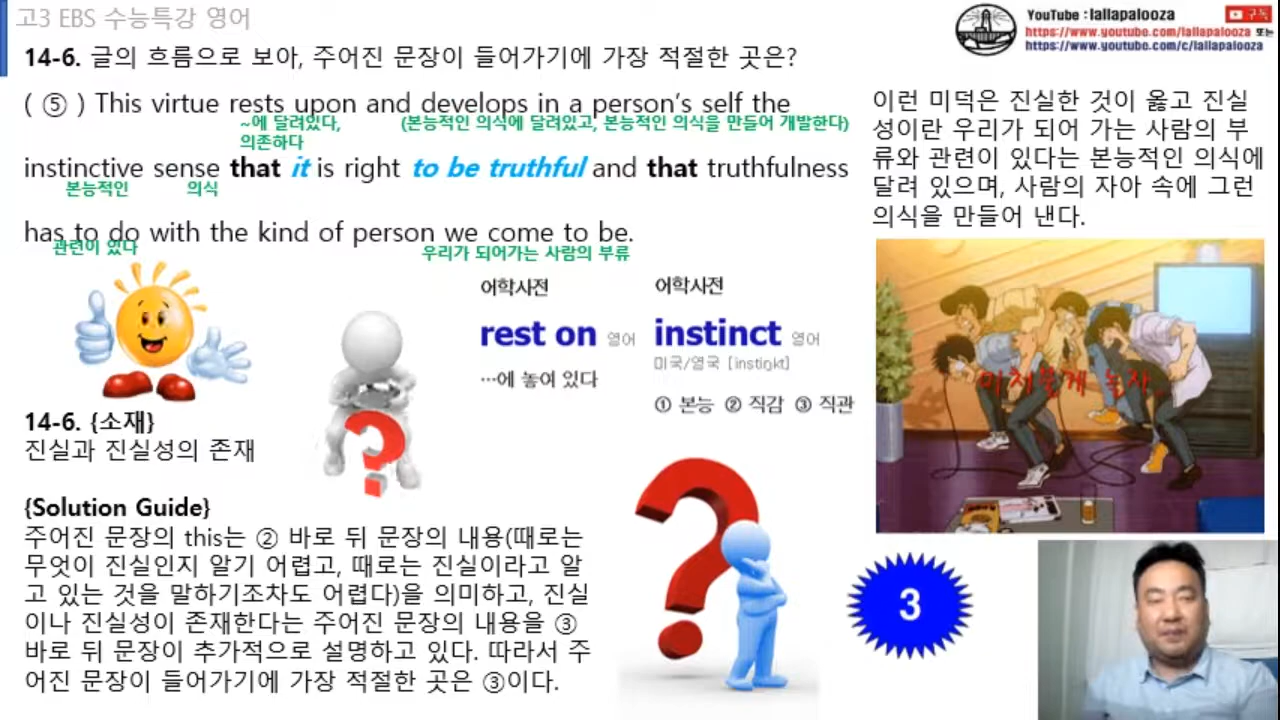 고3 EBS 수능특강 영어
YouTube : lallapalooza
구독
https://www.youtube.com/lallapalooza 또는
https://www.youtube.com/c/lallapalooza
14-6. 글의 흐름으로 보아, 주어진 문장이 들어가기에 가장 적절한 곳은?
( ⑤ ) This virtue rests upon and develops in a person's self the
~에 달려있다,
의존하다
(본능적인 의식에 달려있고, 본능적인 의식을 만들어 개발한다)
instinctive sense that it is right to be truthful and that truthfulness
본능적인
의식
has to do with the kind of person we come to be.
관련이 있다
우리가 되어가는 사람의 부류
이런 미덕은 진실한 것이 옳고 진실
성이란 우리가 되어 가는 사람의 부
류와 관련이 있다는 본능적인 의식에
달려 있으며, 사람의 자아 속에 그런
의식을 만들어 낸다.
어학사전
rest on 영어
…에 놓여 있다
어학사전
instinct 영어
미국/영국 [ínstiŋkt]
① 본능 ② 직감 ③ 직관
미치도록 놀자
14-6. {소재}
진실과 진실성의 존재
{Solution Guide}
주어진 문장의 this는 ② 바로 뒤 문장의 내용(때로는
무엇이 진실인지 알기 어렵고, 때로는 진실이라고 알
고 있는 것을 말하기조차도 어렵다)을 의미하고, 진실
이나 진실성이 존재한다는 주어진 문장의 내용을 ③
바로 뒤 문장이 추가적으로 설명하고 있다. 따라서 주
어진 문장이 들어가기에 가장 적절한 곳은 ③이다.
3